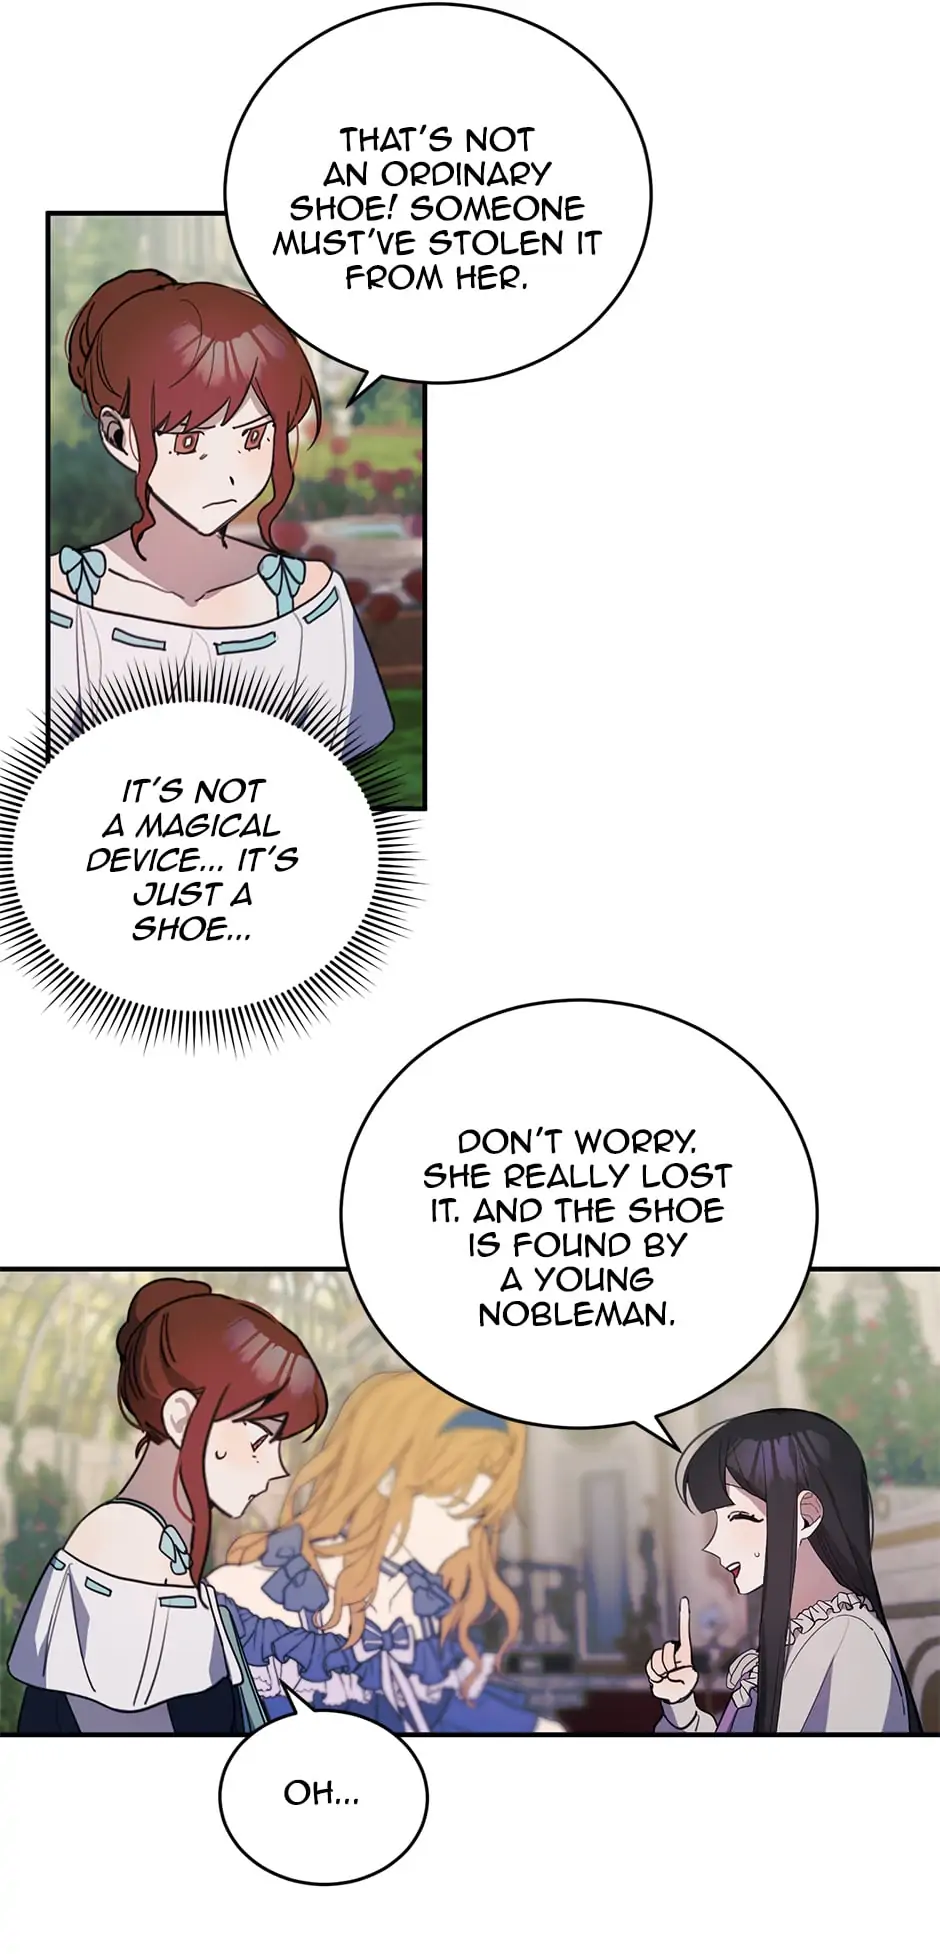 THAT'S NOT
AN ORDINARY
SHOE! SOMEONE
MUST'VE STOLEN IT
FROM HER.
IT'S NOT
A MAGICAL
DEVICE... IT'S
JUST A
SHOE...
DON'T WORRY.
SHE REALLY LOST
IT. AND THE SHOE
IS FOUND BY
A YOUNG
NOBLEMAN.
OH...